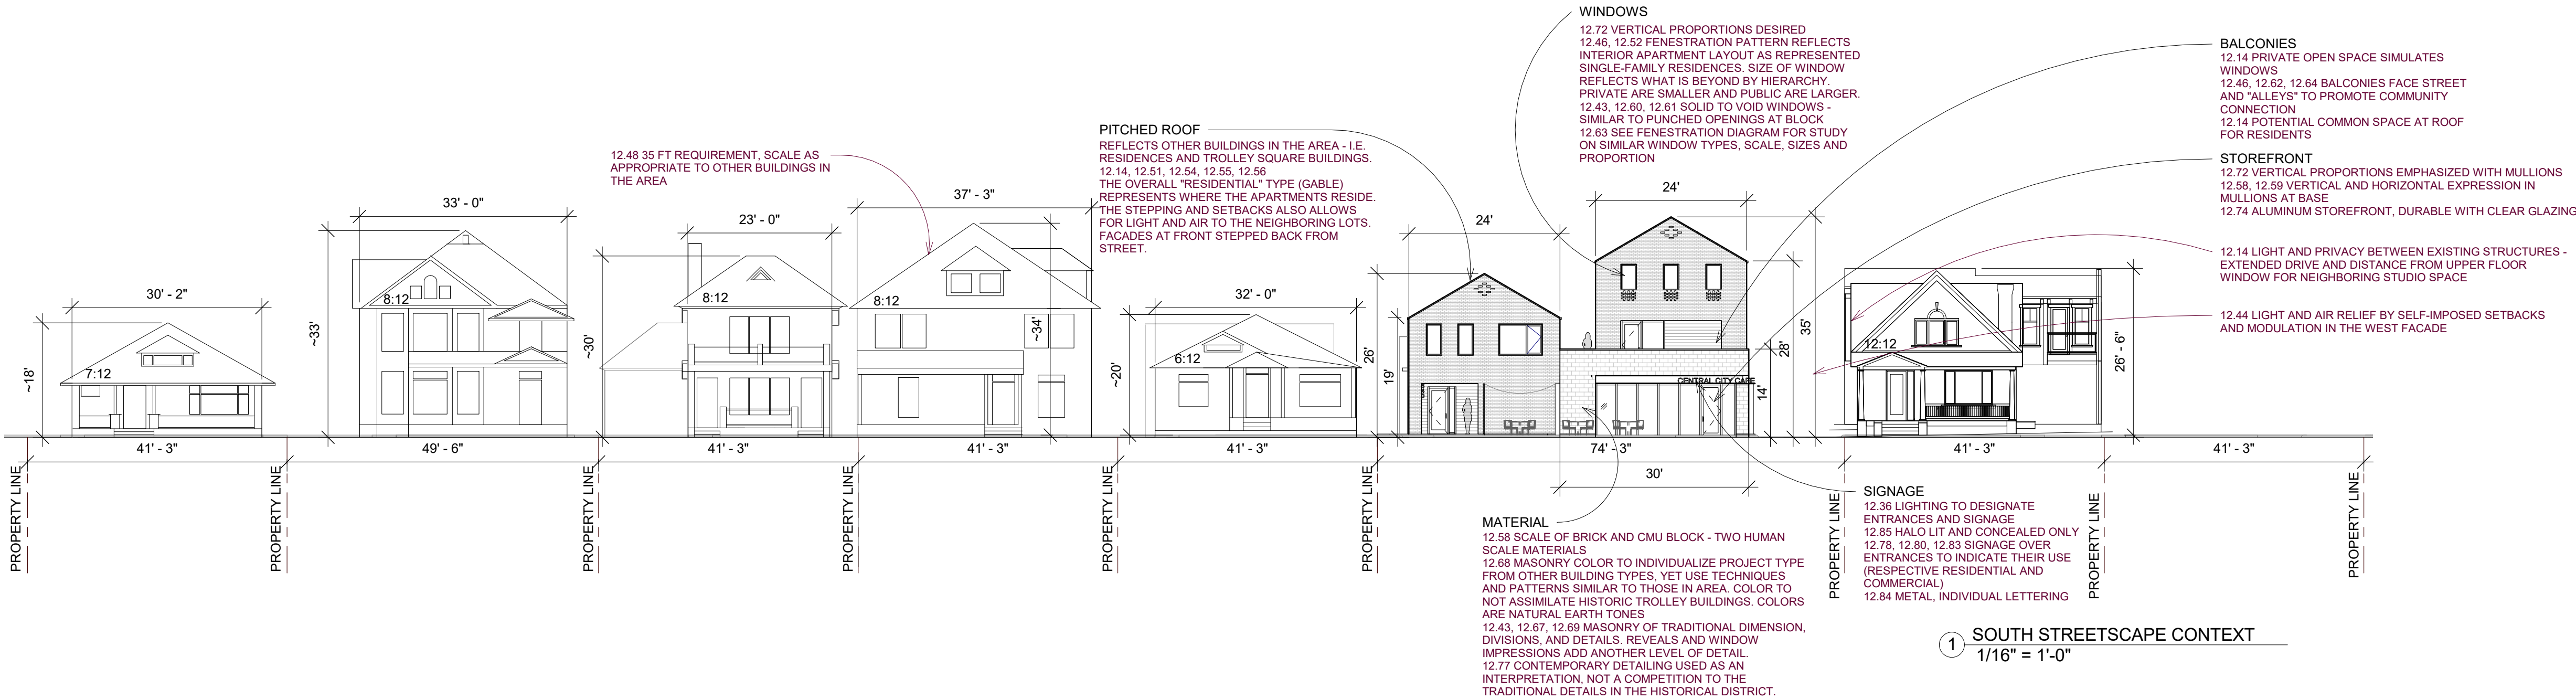 WINDOWS
12.72 VERTICAL PROPORTIONS DESIRED
12.46, 12.52 FENESTRATION PATTERN REFLECTS
INTERIOR APARTMENT LAYOUT AS REPRESENTED
SINGLE-FAMILY RESIDENCES. SIZE OF WINDOW
REFLECTS WHAT IS BEYOND BY HIERARCHY.
PRIVATE ARE SMALLER AND PUBLIC ARE LARGER.
12.43, 12.60, 12.61 SOLID TO VOID WINDOWS -
SIMILAR TO PUNCHED OPENINGS AT BLOCK
12.63 SEE FENESTRATION DIAGRAM FOR STUDY
ON SIMILAR WINDOW TYPES, SCALE, SIZES AND
PROPORTION
BALCONIES
12.14 PRIVATE OPEN SPACE SIMULATES
WINDOWS
12.46, 12.62, 12.64 BALCONIES FACE STREET
AND "ALLEYS" TO PROMOTE COMMUNITY
CONNECTION
12.14 POTENTIAL COMMON SPACE AT ROOF
FOR RESIDENTS
STOREFRONT
12.72 VERTICAL PROPORTIONS EMPHASIZED WITH MULLIONS
12.58, 12.59 VERTICAL AND HORIZONTAL EXPRESSION IN
MULLIONS AT BASE
12.74 ALUMINUM STOREFRONT, DURABLE WITH CLEAR GLAZING
12.14 LIGHT AND PRIVACY BETWEEN EXISTING STRUCTURES -
EXTENDED DRIVE AND DISTANCE FROM UPPER FLOOR
WINDOW FOR NEIGHBORING STUDIO SPACE
12.44 LIGHT AND AIR RELIEF BY SELF-IMPOSED SETBACKS
AND MODULATION IN THE WEST FACADE
PITCHED ROOF
REFLECTS OTHER BUILDINGS IN THE AREA - I.E.
RESIDENCES AND TROLLEY SQUARE BUILDINGS.
12.14, 12.51, 12.54, 12.55, 12.56
THE OVERALL "RESIDENTIAL" TYPE (GABLE)
REPRESENTS WHERE THE APARTMENTS RESIDE.
THE STEPPING AND SETBACKS ALSO ALLOWS
FOR LIGHT AND AIR TO THE NEIGHBORING LOTS.
FACADES AT FRONT STEPPED BACK FROM
STREET.
12.48 35 FT REQUIREMENT, SCALE AS
APPROPRIATE TO OTHER BUILDINGS IN
THE AREA
30' - 2"
33' - 0"
23' - 0"
37' - 3"
32' - 0"
24'
24'
~18'
7:12
~33'
8:12
~30'
8:12
8:12
~34'
~20'
6:12
26'
19'
CENTRAL CITY CAFE
14'
28'
35'
12:12
26' - 6"
41' - 3"
49' - 6"
41' - 3"
41' - 3"
41' - 3"
74' - 3"
41' - 3"
41' - 3"
30'
PROPERTY LINE
PROPERTY LINE
PROPERTY LINE
PROPERTY LINE
PROPERTY LINE
PROPERTY LINE
PROPERTY LINE
PROPERTY LINE
PROPERTY LINE
MATERIAL
12.58 SCALE OF BRICK AND CMU BLOCK - TWO HUMAN
SCALE MATERIALS
12.68 MASONRY COLOR TO INDIVIDUALIZE PROJECT TYPE
FROM OTHER BUILDING TYPES, YET USE TECHNIQUES
AND PATTERNS SIMILAR TO THOSE IN AREA. COLOR TO
NOT ASSIMILATE HISTORIC TROLLEY BUILDINGS. COLORS
ARE NATURAL EARTH TONES
12.43, 12.67, 12.69 MASONRY OF TRADITIONAL DIMENSION,
DIVISIONS, AND DETAILS. REVEALS AND WINDOW
IMPRESSIONS ADD ANOTHER LEVEL OF DETAIL.
12.77 CONTEMPORARY DETAILING USED AS AN
INTERPRETATION, NOT A COMPETITION TO THE
TRADITIONAL DETAILS IN THE HISTORICAL DISTRICT.
SIGNAGE
12.36 LIGHTING TO DESIGNATE
ENTRANCES AND SIGNAGE
12.85 HALO LIT AND CONCEALED ONLY
12.78, 12.80, 12.83 SIGNAGE OVER
ENTRANCES TO INDICATE THEIR USE
(RESPECTIVE RESIDENTIAL AND
COMMERCIAL)
12.84 METAL, INDIVIDUAL LETTERING
1 SOUTH STREETSCAPE CONTEXT
1/16" = 1'-0"